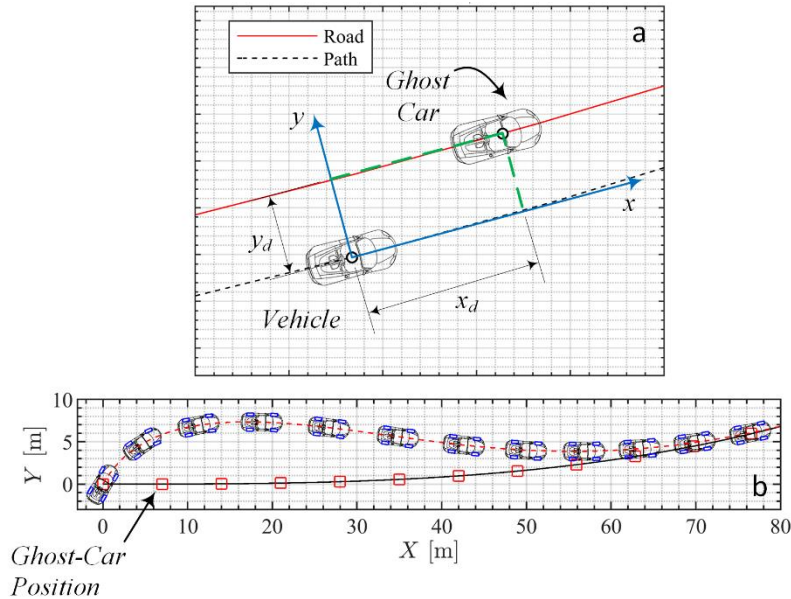 Road
Path
a
Ghost
Car
y
x
y_d
x_d
Vehicle
10
5
0
Y [m]
b
0 10 20 30 40 50 60 70 80
X [m]
Ghost-Car
Position